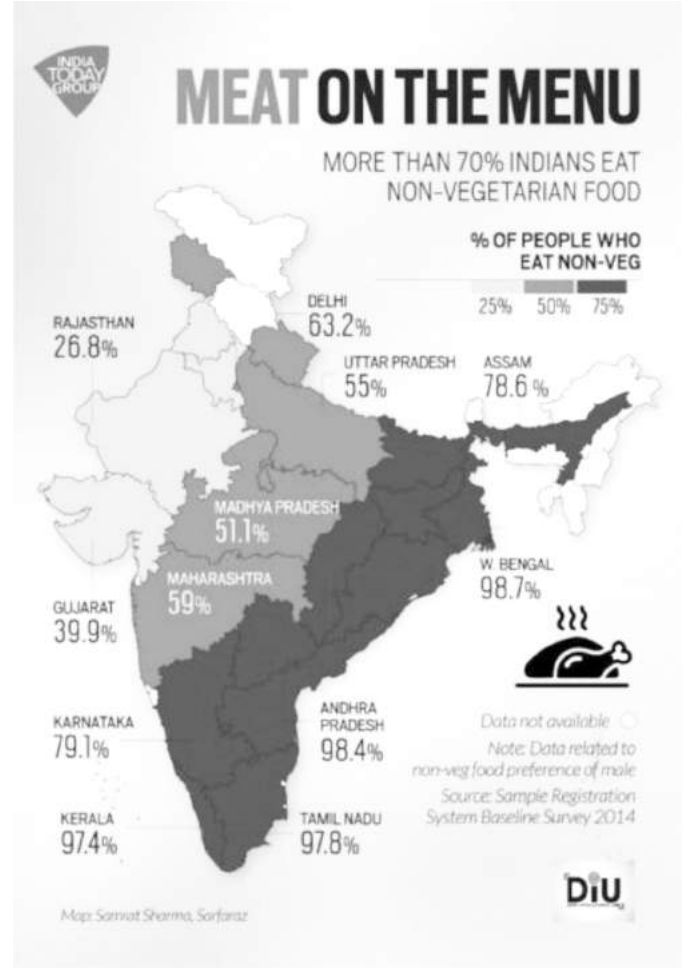 INDIA
TODAY
GROUP
MEAT ON THE MENU
MORE THAN 70% INDIANS EAT
NON-VEGETARIAN FOOD
% OF PEOPLE WHO
EAT NON-VEG
25% 50% 75%
DELHI
63.2%
RAJASTHAN
26.8%
UTTAR PRADESH
55%
ASSAM
78.6 %
MADHYA PRADESH
51.1%
W. BENGAL
98.7%
MAHARASHTRA
59%
GUJARAT
39.9%
ANDHRA
PRADESH
98.4%
KARNATAKA
79.1%
Data not available
Note: Data related to
non-veg food preference of male
Source: Sample Registration
System Baseline Survey 2014
KERALA
97.4%
TAMIL NADU
97.8%
DiU
Map: Samrat Sharma, Sarfaraz